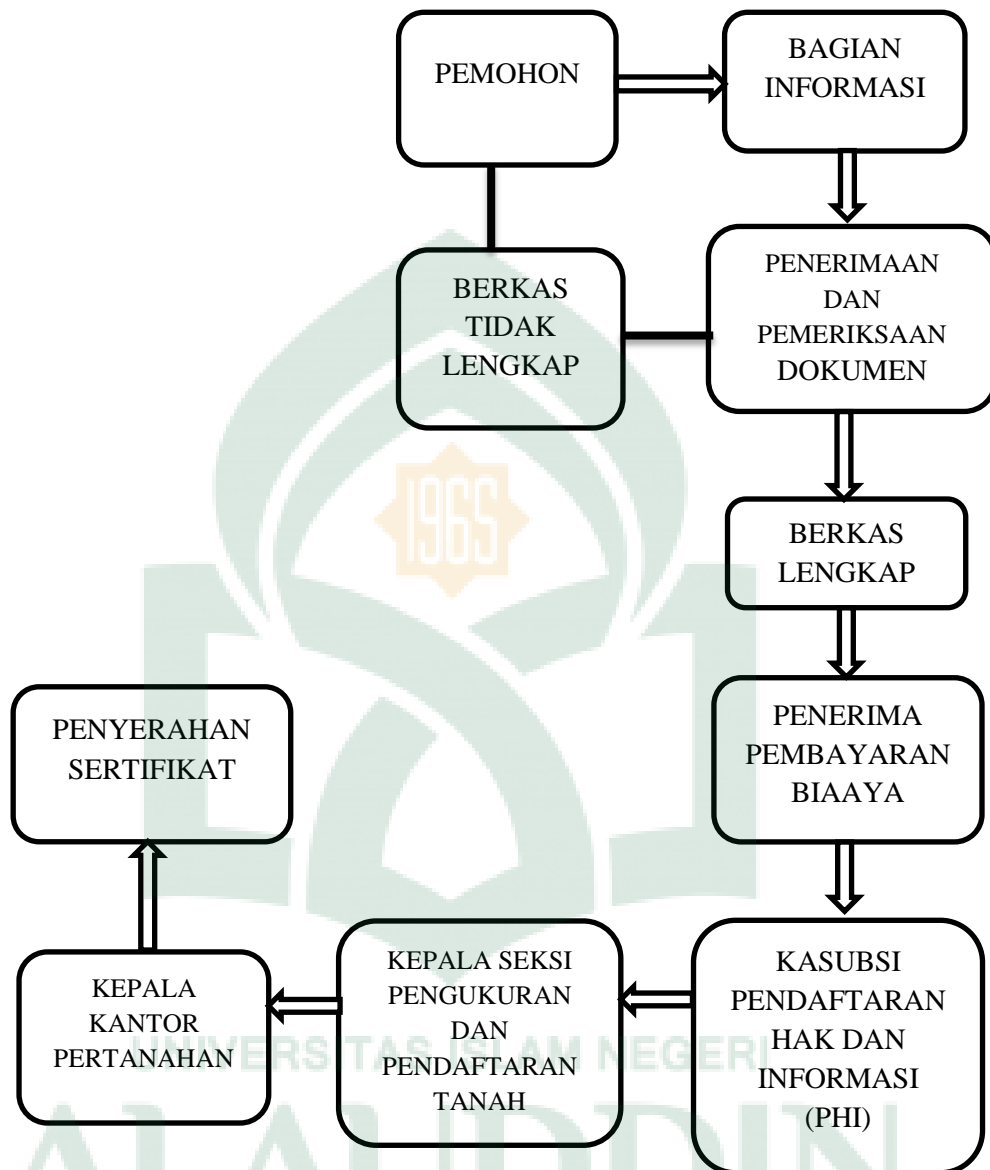 PEMOHON
BAGIAN
INFORMASI
BERKAS
TIDAK
LENGKAP
PENERIMAAN
DAN
PEMERIKSAAN
DOKUMEN
1965
BERKAS
LENGKAP
PENERIMA
PEMBAYARAN
BIAAYA
PENYERAHAN
SERTIFIKAT
KEPALA
KANTOR
PERTANAHAN
KEPALA SEKSI
PENGUKURAN
DAN
PENDAFTARAN
TANAH
KASUBSI
PENDAFTARAN
HAK DAN
INFORMASI
(PHI)
UNIVERSITAS ISLAM NEGERI
ALAUDDIN